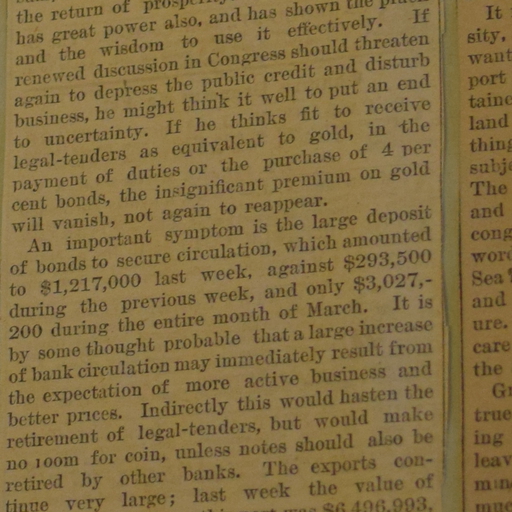 the return of
has great power also, and has shown the
and the wisdom to use it effectively. If
renewed discussion in Congress should threaten
again to depress the public credit and disturb
business, he might think it well to put an end
to uncertainty. If he thinks fit to receive
legal-tenders as equivalent to gold, in the
payment of duties or the purchase of 4 per
cent bonds, the insignificant premium on gold
will vanish, not again to reappear.
An important symptom is the large deposit
of bonds to secure circulation, which amounted
to $1,217,000 last week, against $293,500
during the previous week, and only $3,027,-
200 during the entire month of March. It is
by some thought probable that a large increase
of bank circulation may immediately result from
the expectation of more active business and
better prices. Indirectly this would hasten the
retirement of legal-tenders, but would make
no room for coin, unless notes should also be
retired by other banks. The exports con-
tinue very large; last week the value of
was $6,496,993,
It
sity,
want
port
taine
land
thing
subje
The
and
cong
word
Sea
and
ure.
care
the
Gr
true
ing
leav
min
muc